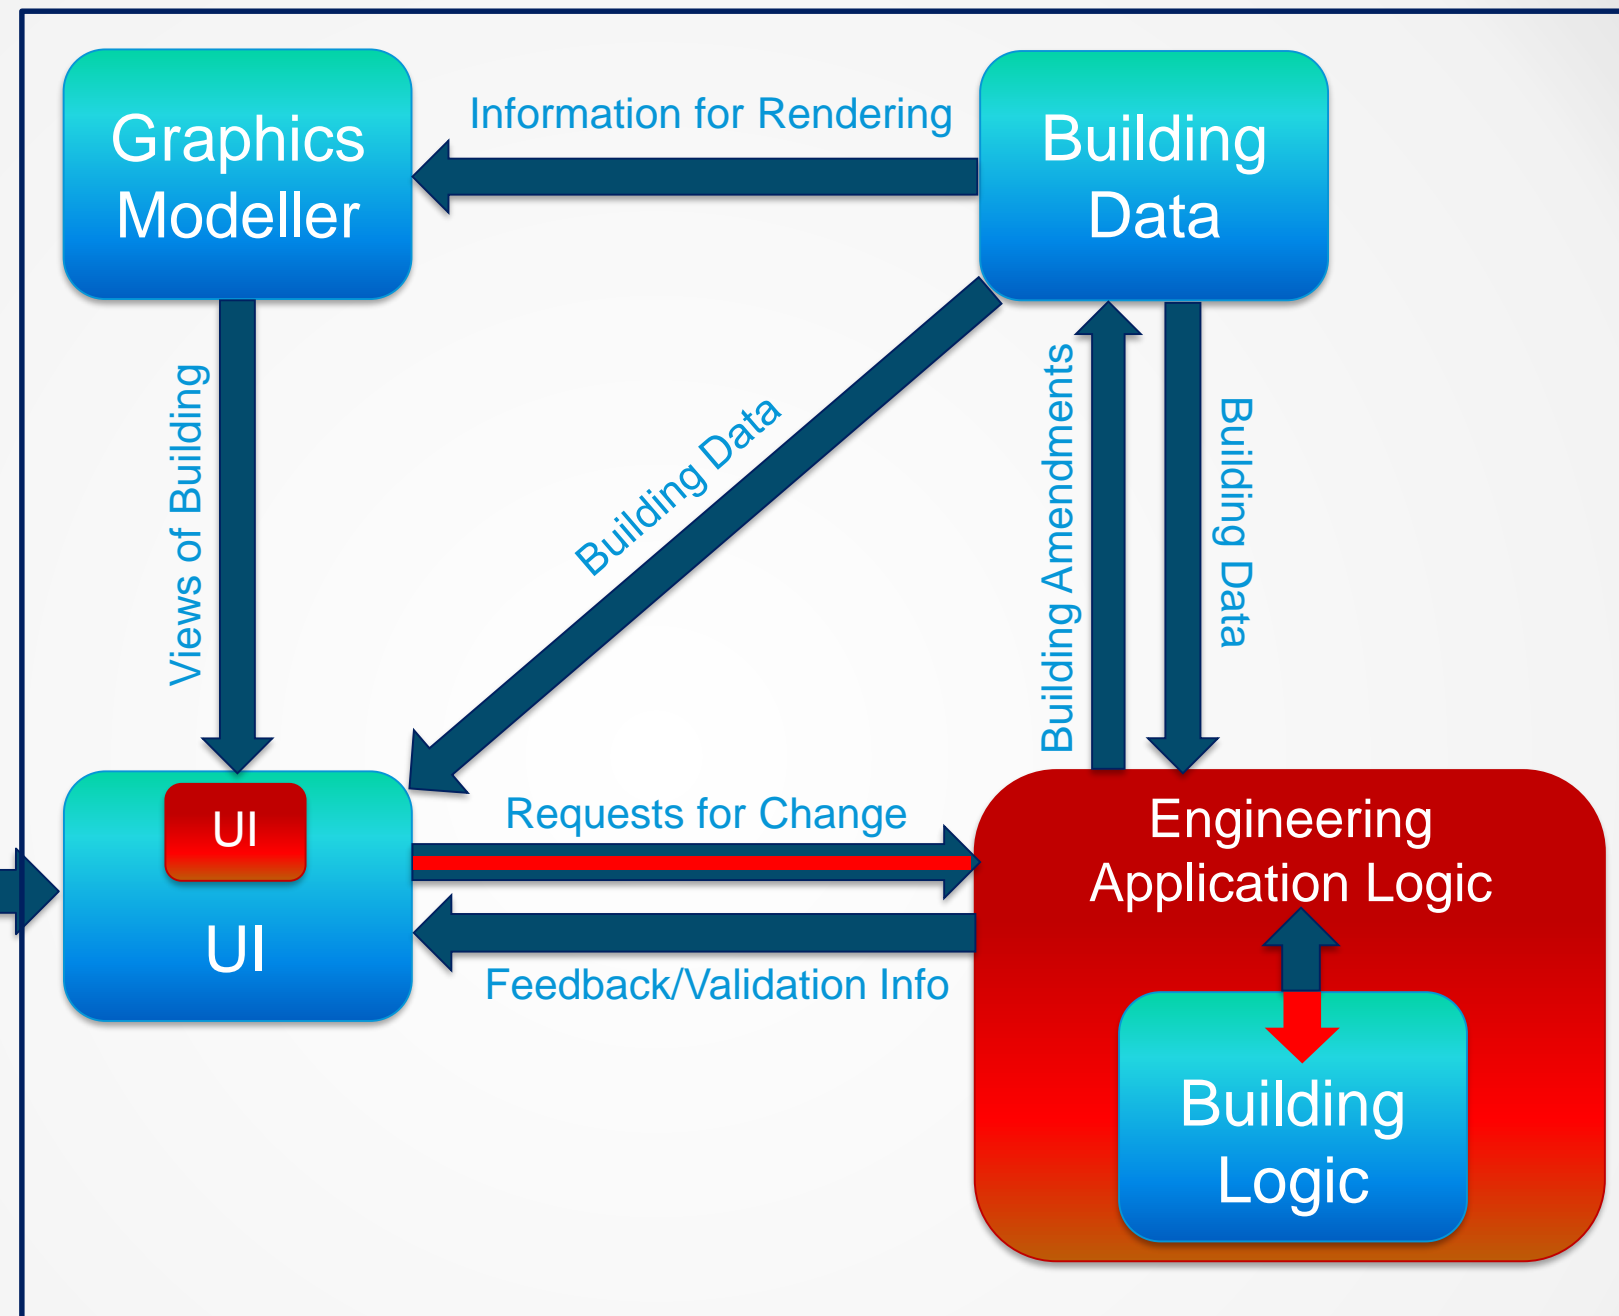 Graphics
Modeller
Information for Rendering
Building
Data
Views of Building
Building Data
Building Amendments
Building Data
UI
UI
Requests for Change
Feedback/Validation Info
Engineering
Application Logic
Building
Logic